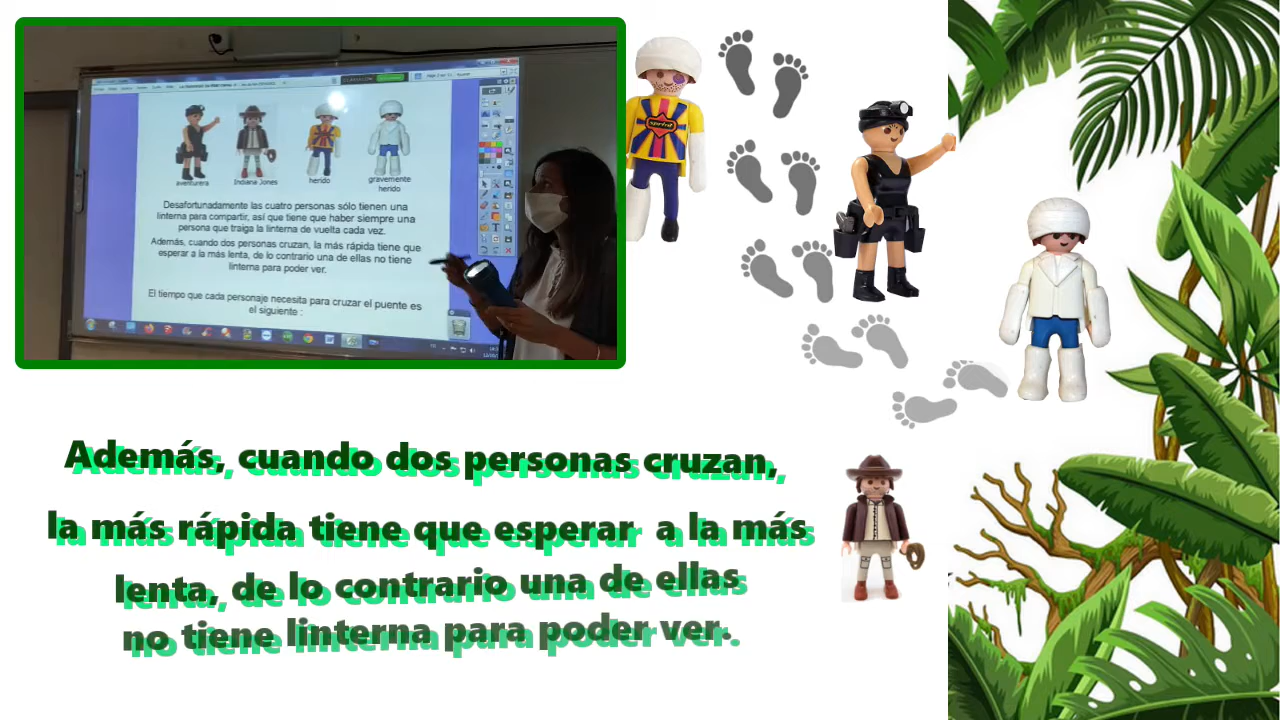 aventurera
Indiana Jones
herido
gravemente
herido
Desafortunadamente las cuatro personas sólo tienen una
linterna para compartir, así que tiene que haber siempre una
persona que traiga la linterna de vuelta cada vez.
Además, cuando dos personas cruzan, la más rápida tiene que
esperar a la más lenta, de lo contrario una de ellas no tiene
linterna para poder ver.
El tiempo que cada personaje necesita para cruzar el puente es
el siguiente :
Además, cuando dos personas cruzan,
la más rápida tiene que esperar a la más
lenta, de lo contrario una de ellas
no tiene linterna para poder ver.